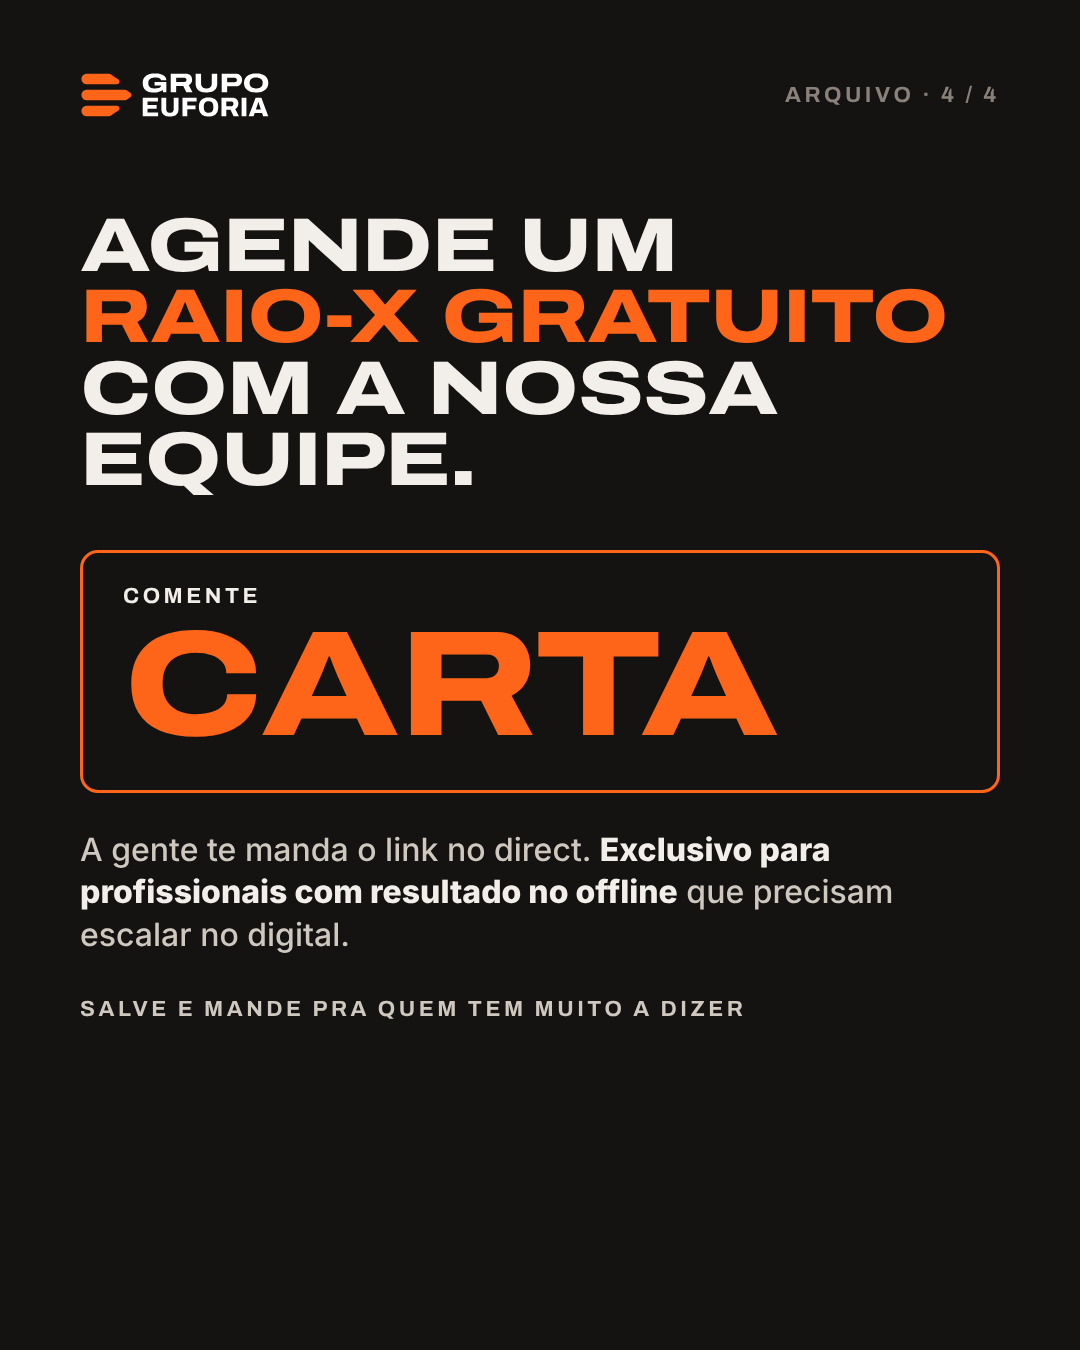 GRUPO
EUFORIA
ARQUIVO · 4 / 4
AGENDE UM
RAIO-X GRATUITO
COM A NOSSA
EQUIPE.
COMENTE
CARTA
A gente te manda o link no direct. Exclusivo para
profissionais com resultado no offline que precisam
escalar no digital.
SALVE E MANDE PRA QUEM TEM MUITO A DIZER